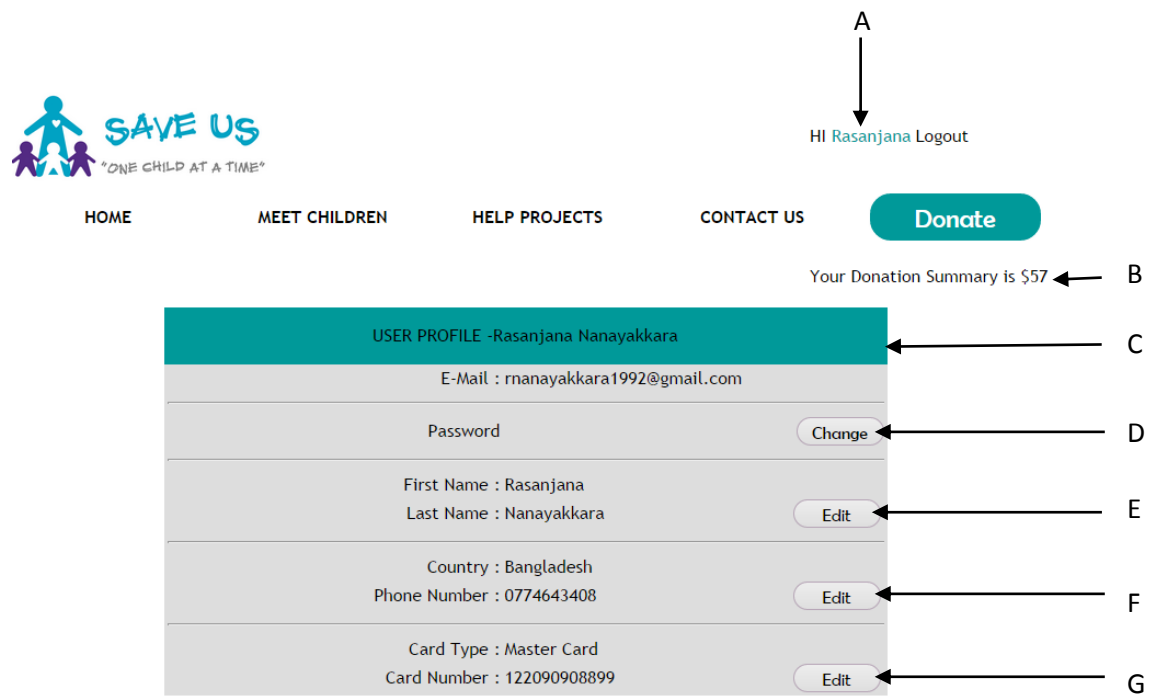 A
SAVE US
"ONE CHILD AT A TIME"
HI Rasanjana Logout
HOME MEET CHILDREN HELP PROJECTS CONTACT US Donate
Your Donation Summary is $57 B
USER PROFILE -Rasanjana Nanayakkara C
E-Mail : rnanayakkara1992@gmail.com
Password Change D
First Name : Rasanjana
Last Name : Nanayakkara Edit E
Country : Bangladesh
Phone Number : 0774643408 Edit F
Card Type : Master Card
Card Number : 122090908899 Edit G